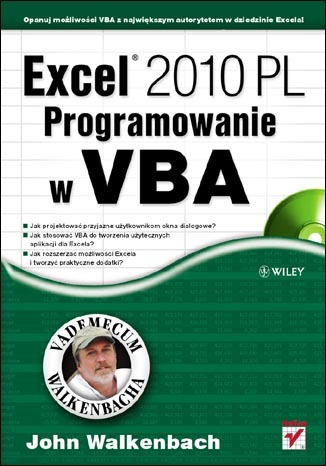 Opanuj możliwości VBA z największym autorytetem w dziedzinie Excela!
Excel® 2010 PL
Programowanie
w VBA
Jak projektować przyjazne użytkownikom okna dialogowe?
Jak stosować VBA do tworzenia użytecznych
aplikacji dla Excela?
Jak rozszerzać możliwości Excela
i tworzyć praktyczne dodatki?
WILEY
VADEMECUM
WALKENBACHA
John Walkenbach
Helion